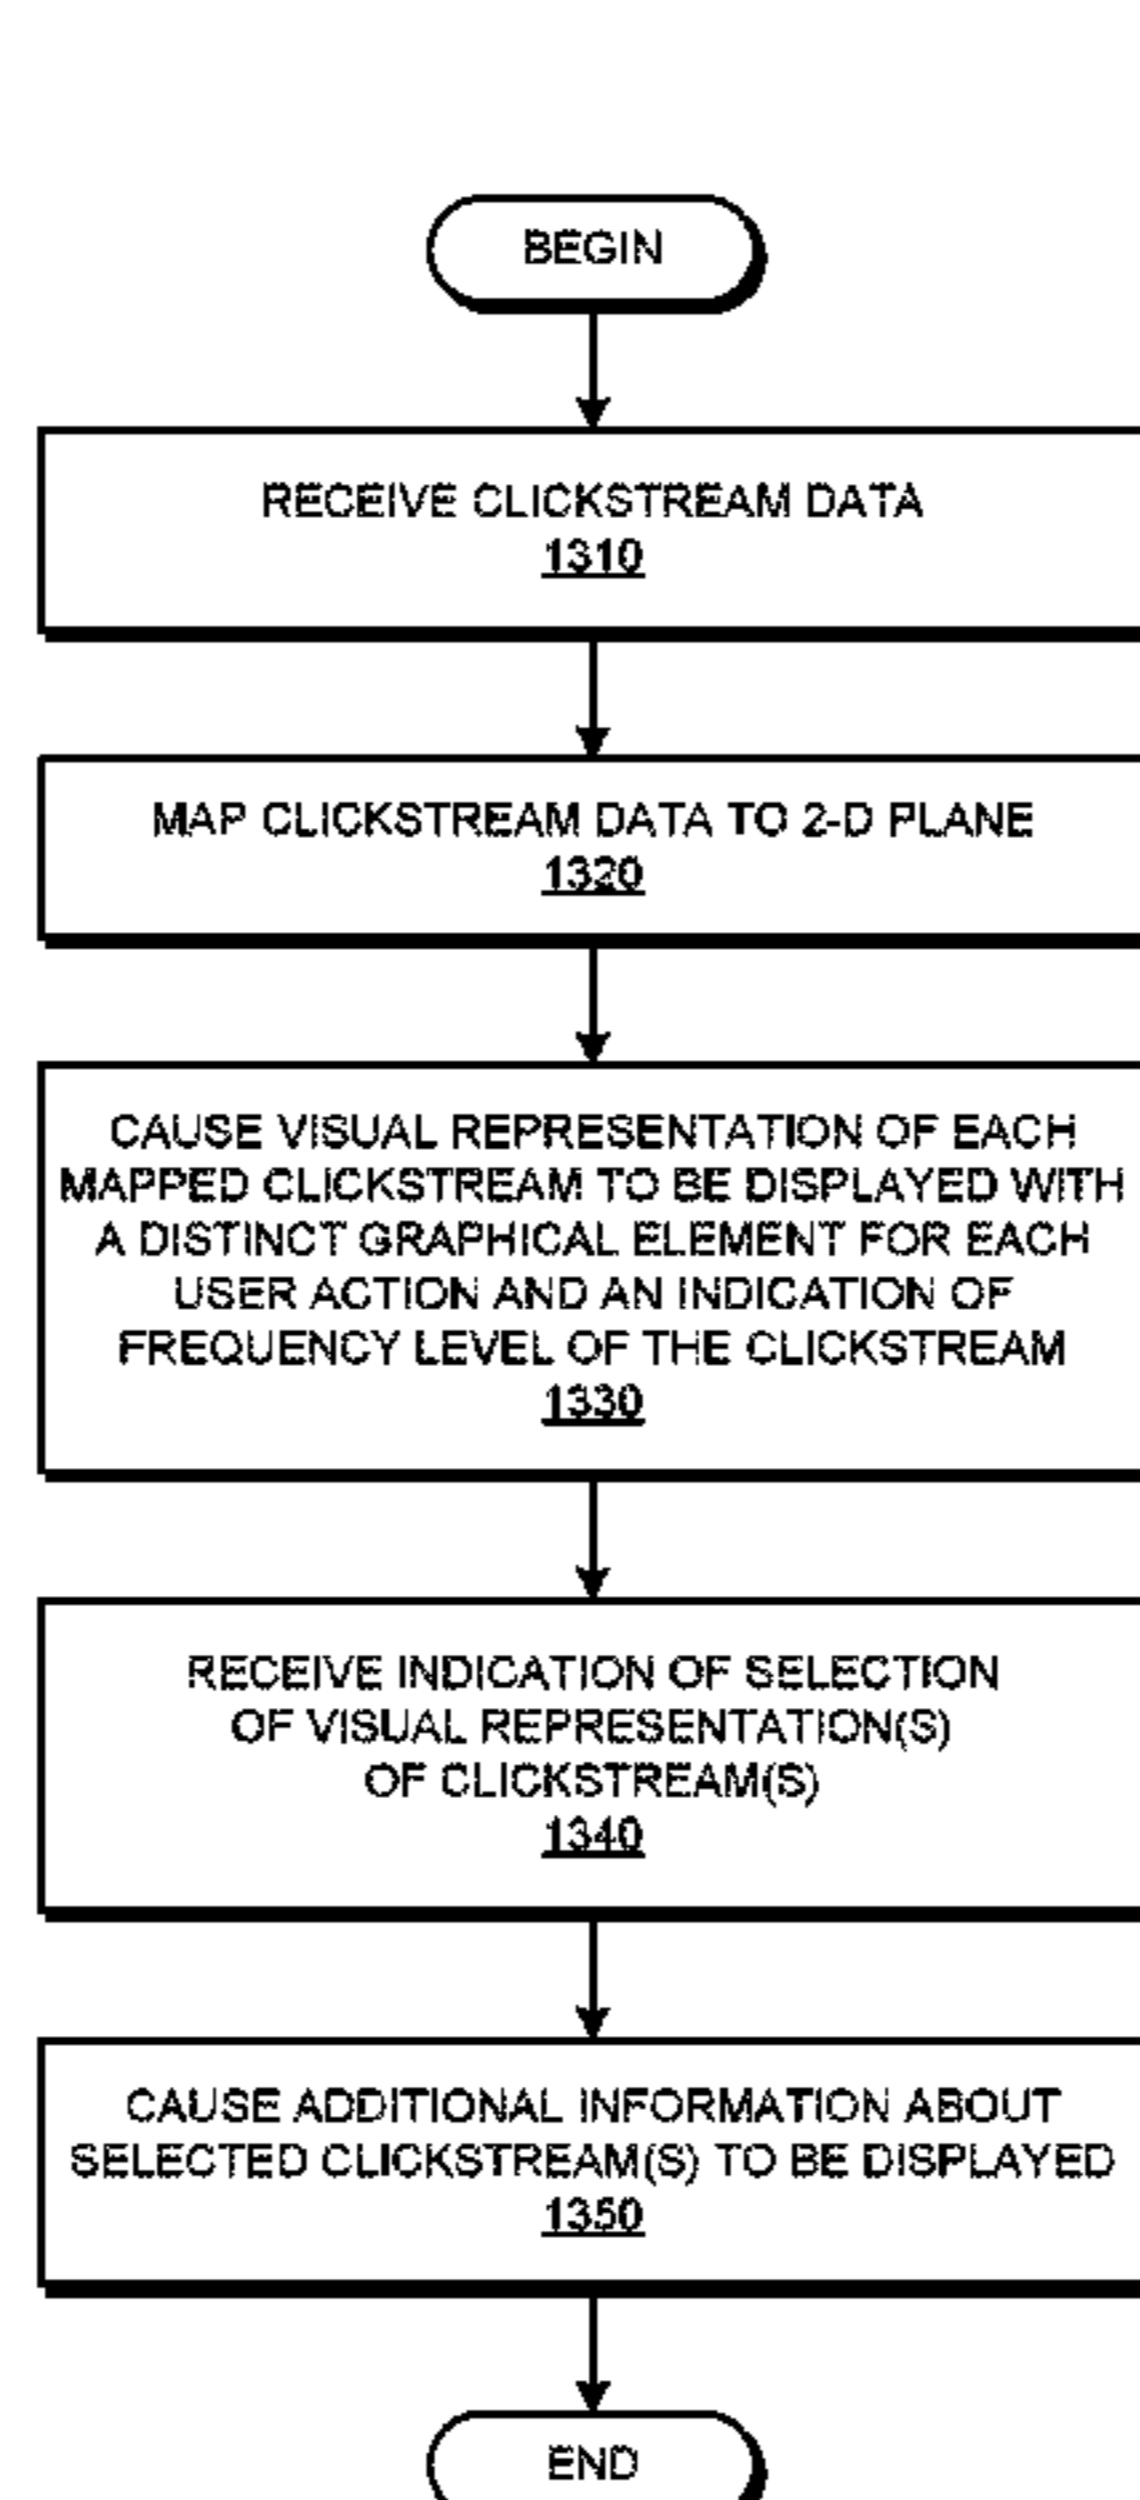 BEGIN
RECEIVE CLICKSTREAM DATA
1310
MAP CLICKSTREAM DATA TO 2-D PLANE
1320
CAUSE VISUAL REPRESENTATION OF EACH
MAPPED CLICKSTREAM TO BE DISPLAYED WITH
A DISTINCT GRAPHICAL ELEMENT FOR EACH
USER ACTION AND AN INDICATION OF
FREQUENCY LEVEL OF THE CLICKSTREAM
1330
RECEIVE INDICATION OF SELECTION
OF VISUAL REPRESENTATION(S)
OF CLICKSTREAM(S)
1340
CAUSE ADDITIONAL INFORMATION ABOUT
SELECTED CLICKSTREAM(S) TO BE DISPLAYED
1350
END